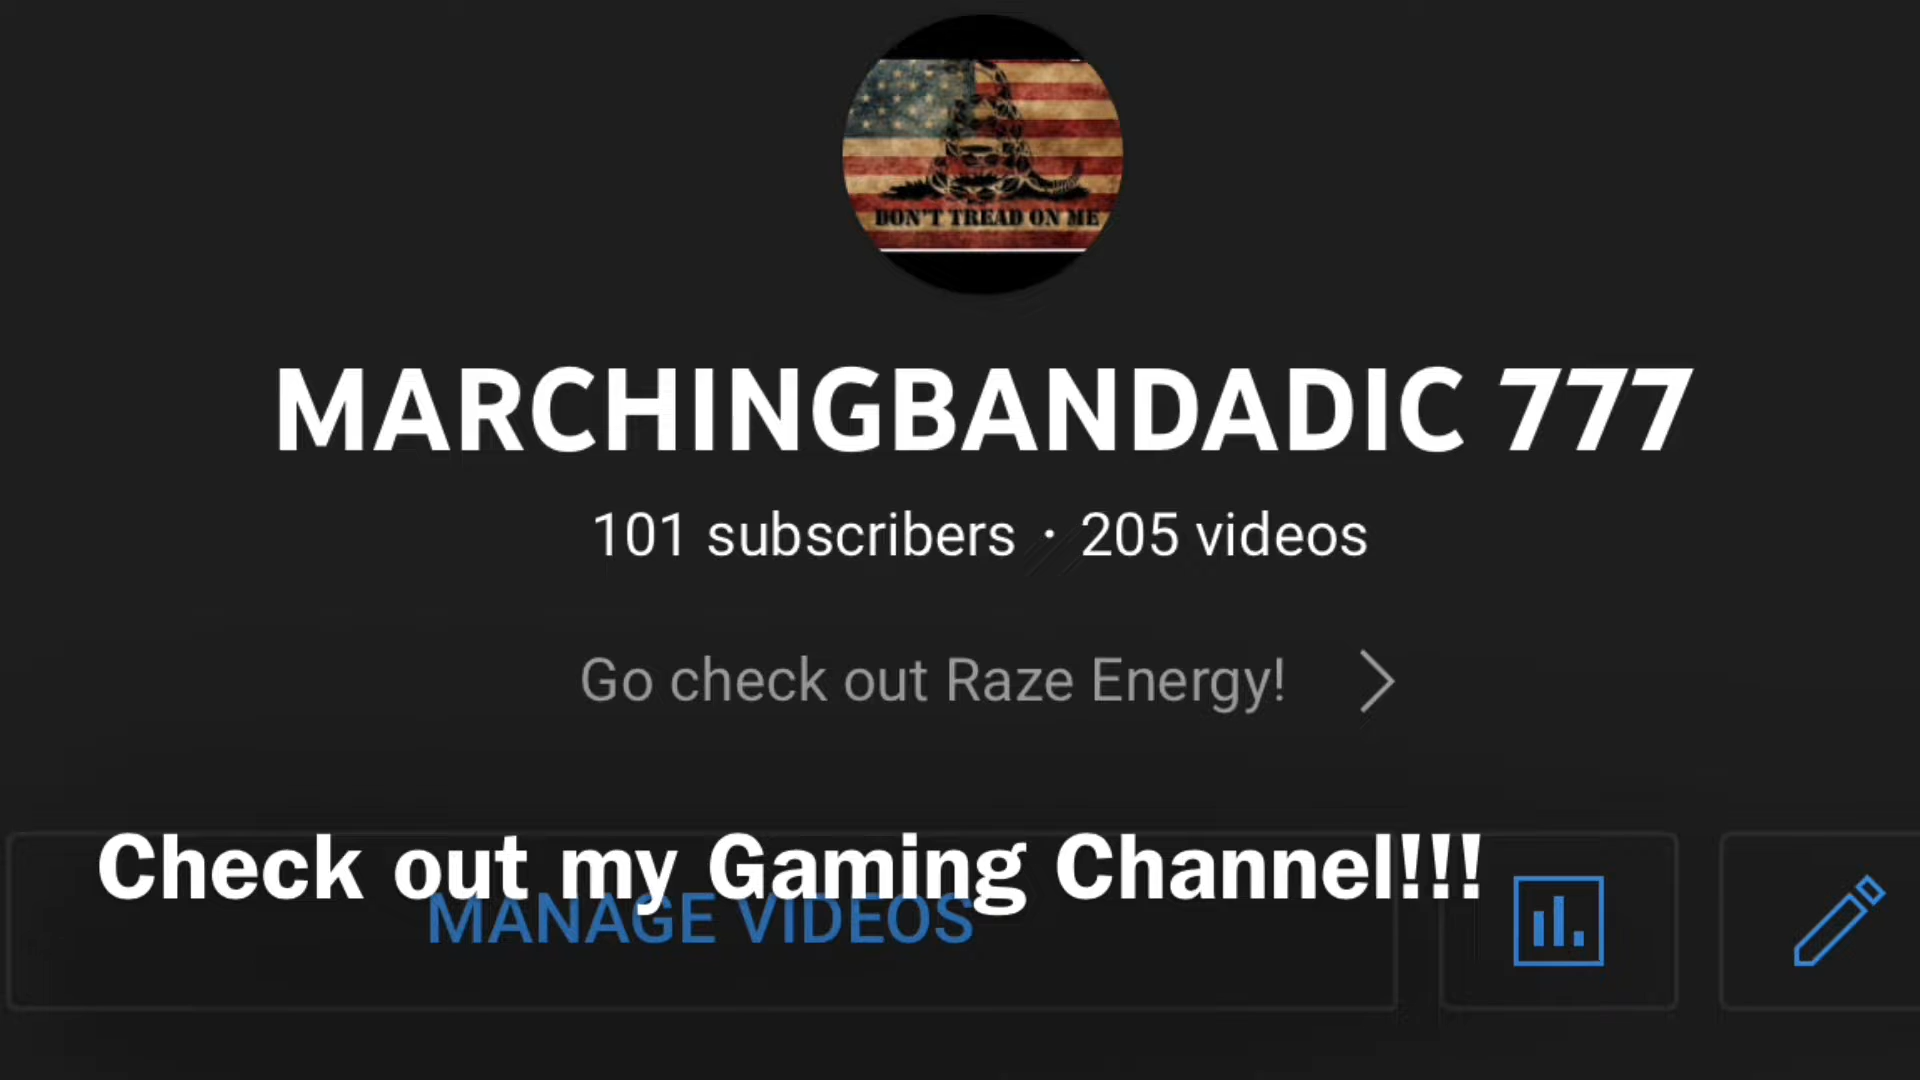 DON'T TREAD ON ME
MARCHINGBANDADIC 777
101 subscribers · 205 videos
Go check out Raze Energy!
Check out my Gaming Channel!!!
MANAGE VIDEOS